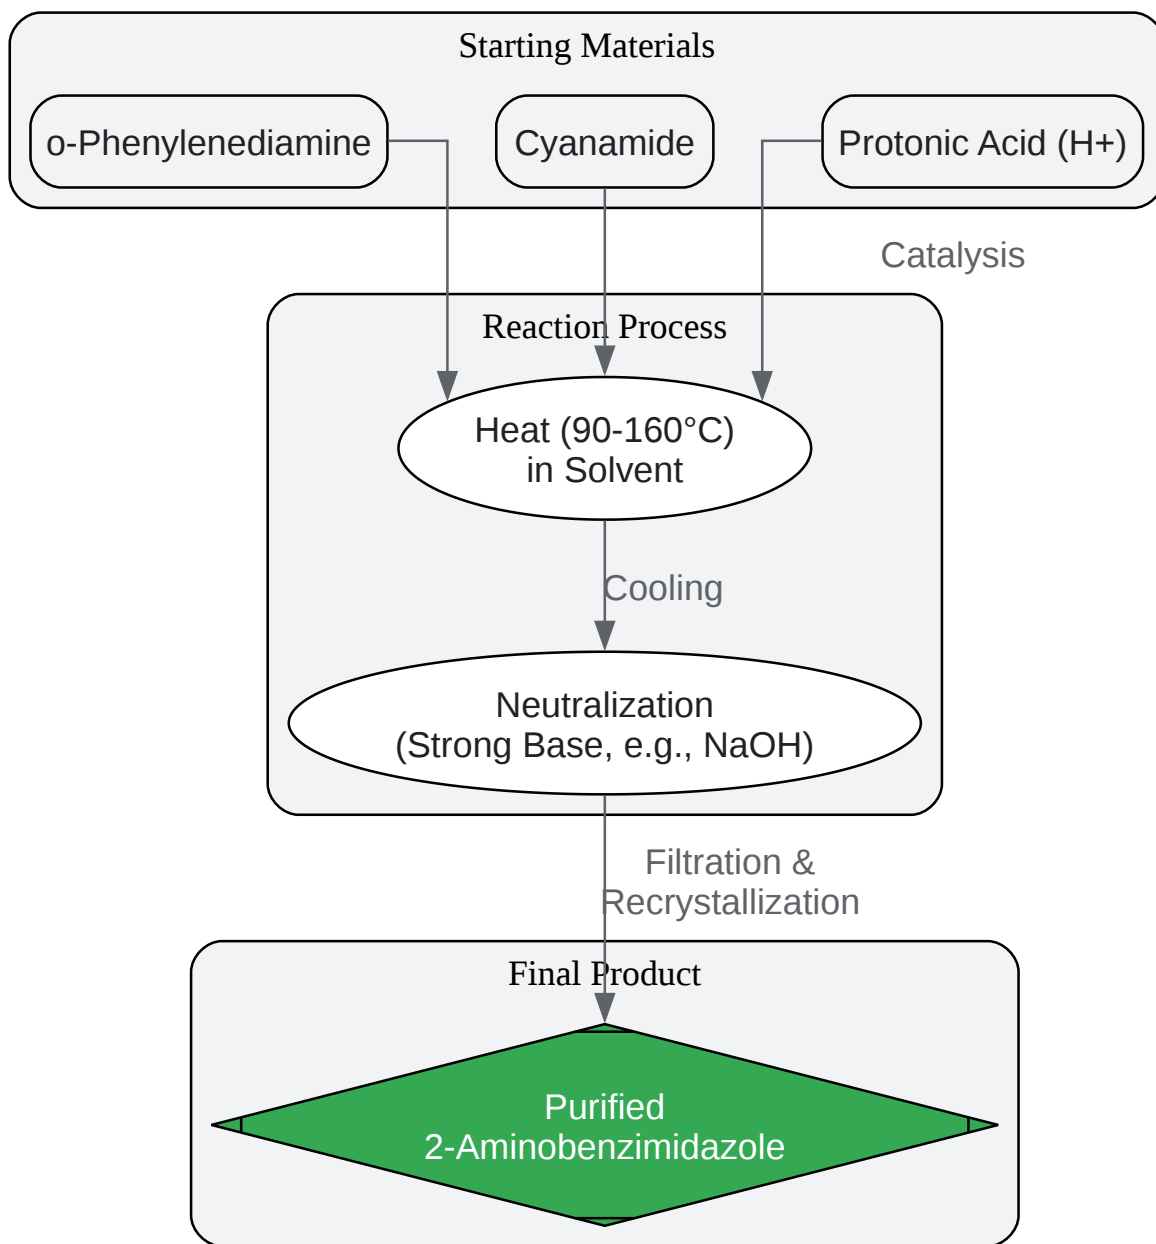 Starting Materials
o-Phenylenediamine
Cyanamide
Protonic Acid (H+)
Catalysis
Reaction Process
Heat (90-160°C)
in Solvent
Cooling
Neutralization
(Strong Base, e.g., NaOH)
Filtration &
Recrystallization
Final Product
Purified
2-Aminobenzimidazole